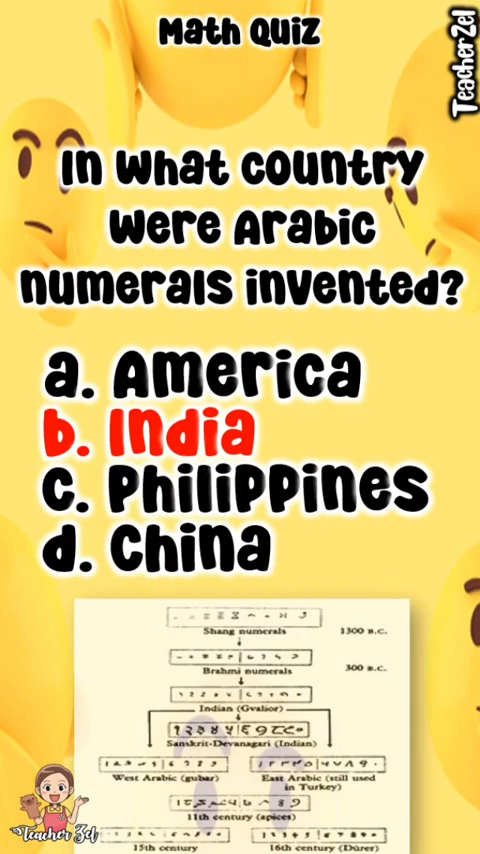 Math Quiz
TeacherZel
In what country
were Arabic
numerals invented?
a. America
b. India
c. Philippines
d. China
Shang numerals 1300 B.C.
Brahmi numerals 300 B.C.
Indian (Gvalior)
Sanskrit-Devanagari (Indian)
West Arabic (gubar) East Arabic (still used
in Turkey)
11th century (apices)
15th century 16th century (Dürer)
Teacher Zel